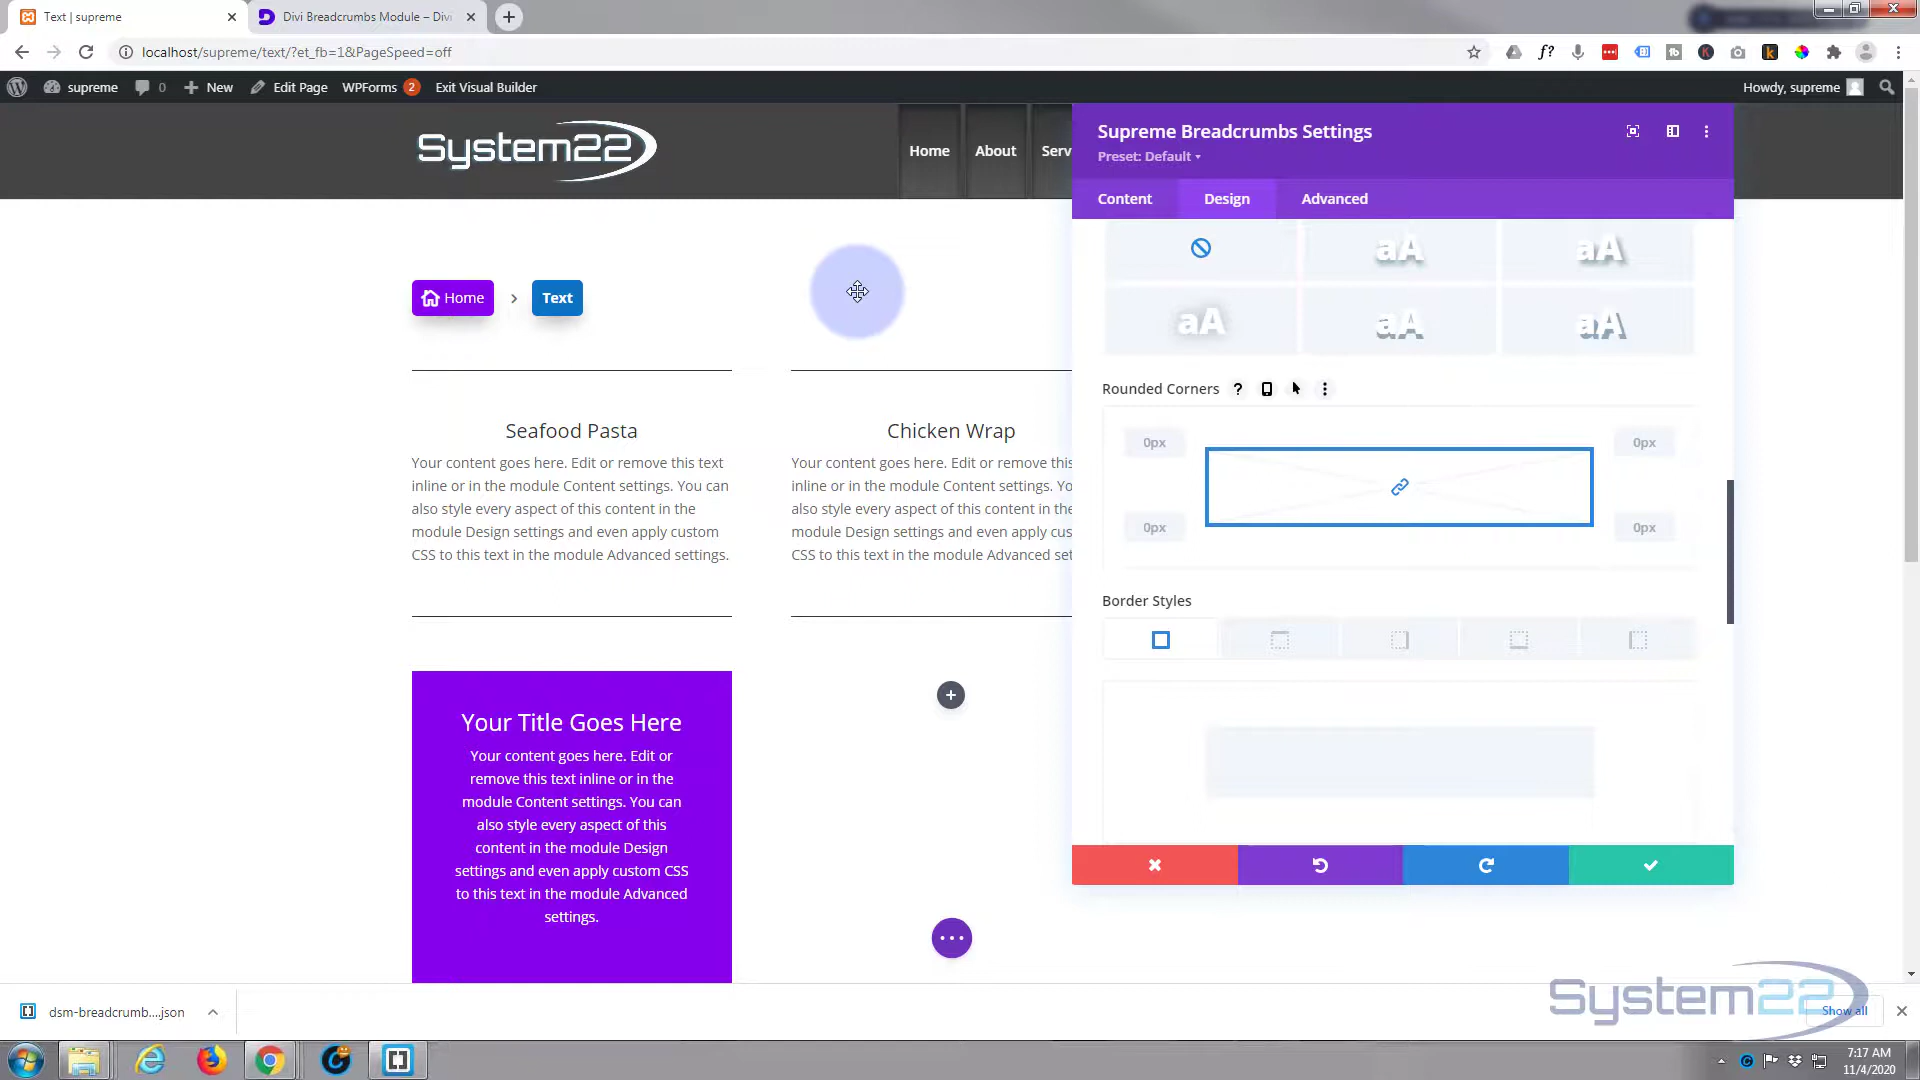 Text | supreme
Divi Breadcrumbs Module – Divi
localhost/supreme/text/?et_fb=1&PageSpeed=off
supreme
0
New
Edit Page
WPForms 2
Exit Visual Builder
Howdy, supreme
System22
Home
About
Serv
Supreme Breadcrumbs Settings
Preset: Default
Content
Design
Advanced
aA
aA
aA
aA
aA
Home
Text
Rounded Corners
0px
0px
0px
0px
Border Styles
Seafood Pasta
Your content goes here. Edit or remove this text
inline or in the module Content settings. You can
also style every aspect of this content in the
module Design settings and even apply custom
CSS to this text in the module Advanced settings.
Chicken Wrap
Your content goes here. Edit or remove this
inline or in the module Content settings. Yo
also style every aspect of this content in the
module Design settings and even apply cus
CSS to this text in the module Advanced set
Your Title Goes Here
Your content goes here. Edit or
remove this text inline or in the
module Content settings. You can
also style every aspect of this
content in the module Design
settings and even apply custom CSS
to this text in the module Advanced
settings.
dsm-breadcrumb....json
System22
Show all
7:17 AM
11/4/2020